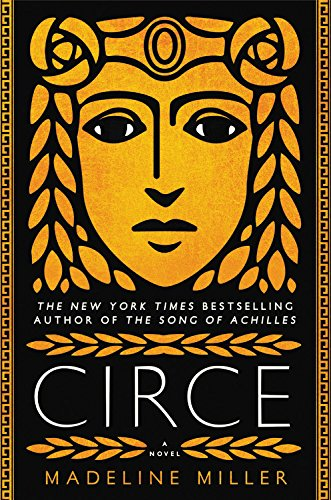 THE NEW YORK TIMES BESTSELLING
AUTHOR OF THE SONG OF ACHILLES
CIRCE
A
NOVEL
MADELINE MILLER